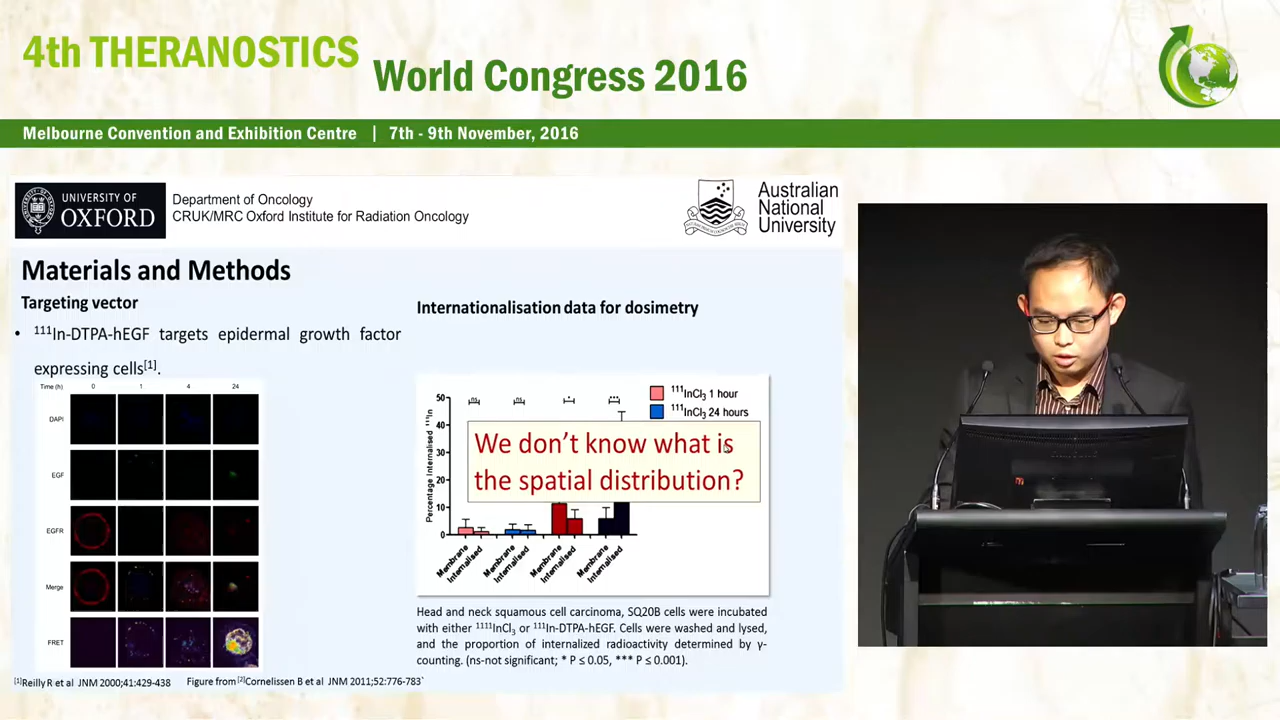 4th THERANOSTICS
World Congress 2016
Melbourne Convention and Exhibition Centre | 7th - 9th November, 2016
UNIVERSITY OF
OXFORD
Department of Oncology
CRUK/MRC Oxford Institute for Radiation Oncology
Australian
National
University
Materials and Methods
Targeting vector
• 111In-DTPA-hEGF targets epidermal growth factor
expressing cells[1].
Time (h) 0 1 4 24
DAPI
EGF
EGFR
Merge
FRET
Internationalisation data for dosimetry
111InCl3 1 hour
111InCl3 24 hours
Percentage Internalised 111In
50
40
30
20
10
0
ns ns * ***
We don’t know what is
the spatial distribution?
Membrane
Internalised
Membrane
Internalised
Membrane
Internalised
Membrane
Internalised
Head and neck squamous cell carcinoma, SQ20B cells were incubated
with either 1111InCl3 or 111In-DTPA-hEGF. Cells were washed and lysed,
and the proportion of internalized radioactivity determined by γ-
counting. (ns-not significant; * P ≤ 0.05, *** P ≤ 0.001).
[1]Reilly R et al JNM 2000;41:429-438 Figure from [2]Cornelissen B et al JNM 2011;52:776-783`